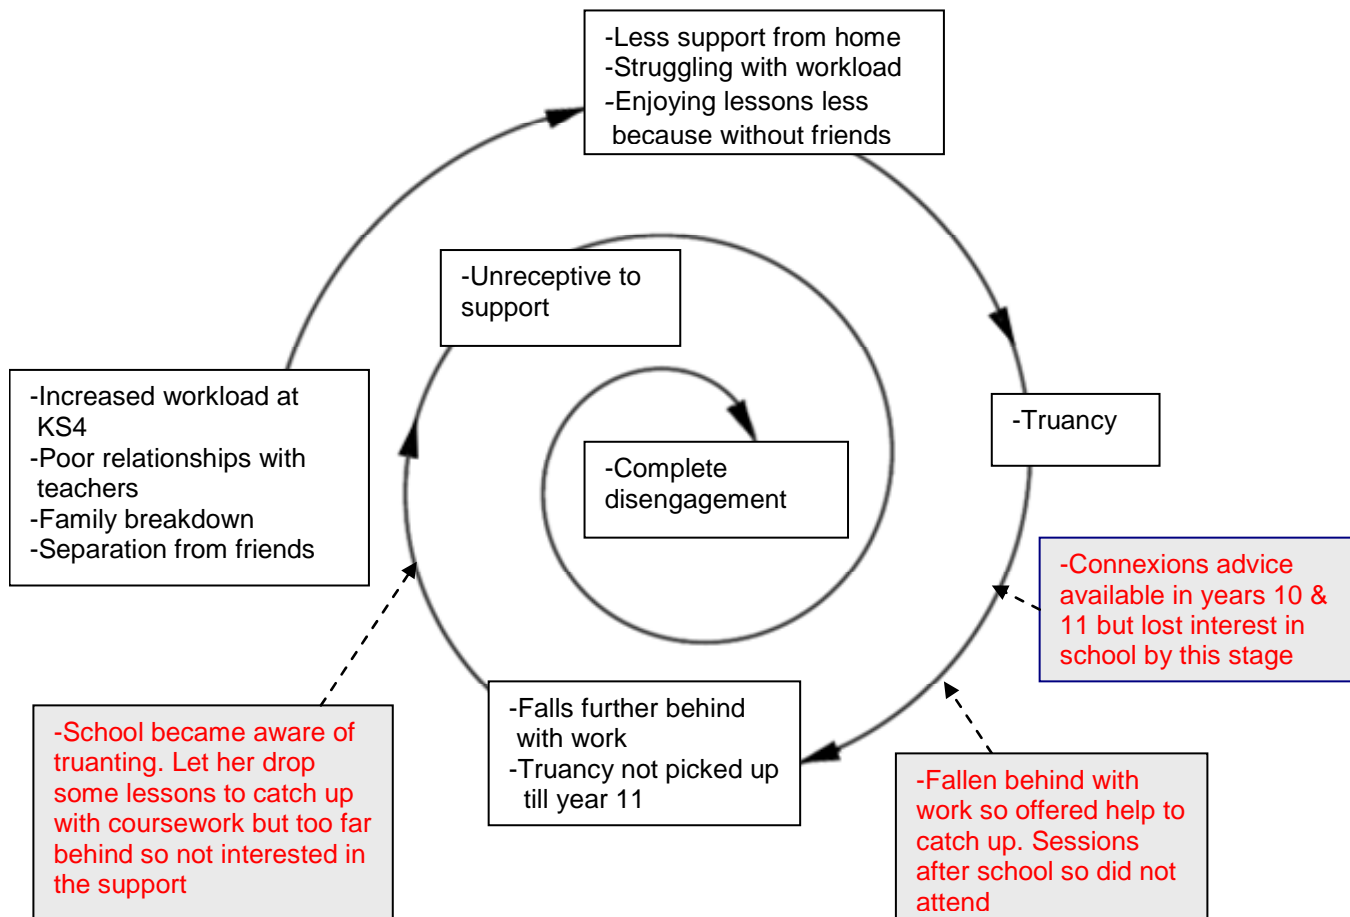 -Less support from home
-Struggling with workload
-Enjoying lessons less
because without friends
-Unreceptive to
support
-Increased workload at
KS4
-Poor relationships with
teachers
-Family breakdown
-Separation from friends
-Truancy
-Complete
disengagement
-Connexions advice
available in years 10 &
11 but lost interest in
school by this stage
-Falls further behind
with work
-Truancy not picked up
till year 11
-School became aware of
truanting. Let her drop
some lessons to catch up
with coursework but too far
behind so not interested in
the support
-Fallen behind with
work so offered help to
catch up. Sessions
after school so did not
attend